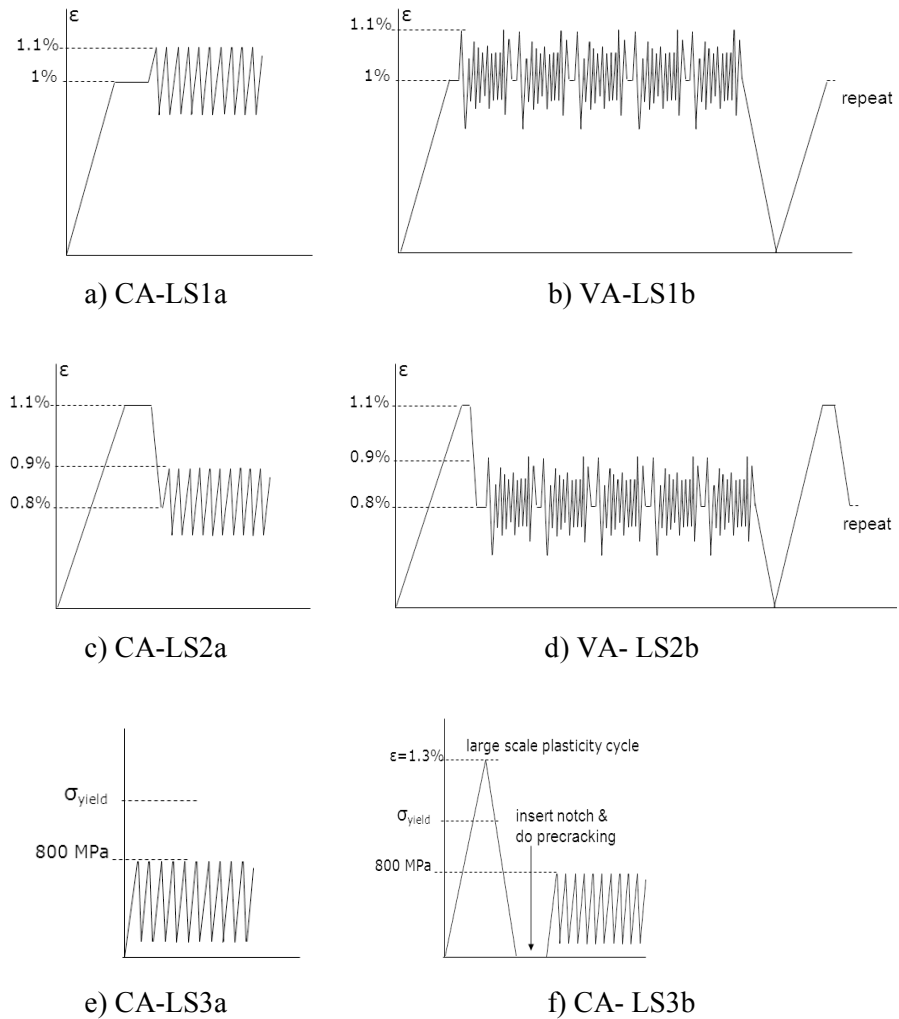 ε
1.1%
1%
a) CA-LS1a
ε
1.1%
1%
repeat
b) VA-LS1b
ε
1.1%
0.9%
0.8%
c) CA-LS2a
ε
1.1%
0.9%
0.8%
repeat
d) VA- LS2b
σyield
800 MPa
e) CA-LS3a
ε=1.3%
large scale plasticity cycle
σyield
insert notch &
do precracking
800 MPa
f) CA- LS3b